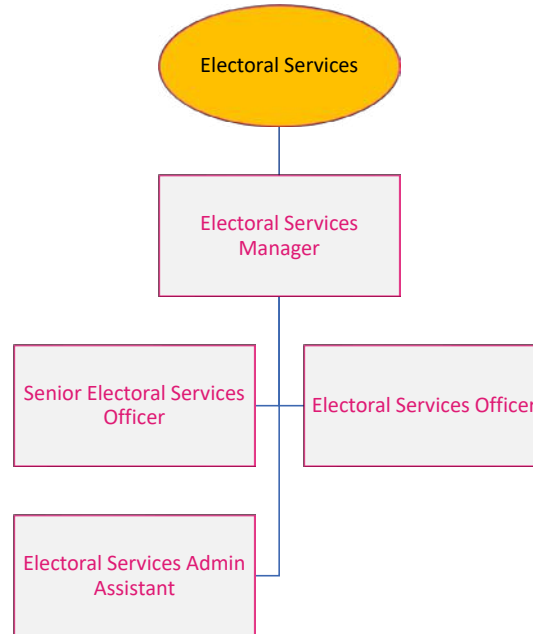 Electoral Services
Electoral Services
Manager
Senior Electoral Services
Officer
Electoral Services Officer
Electoral Services Admin
Assistant